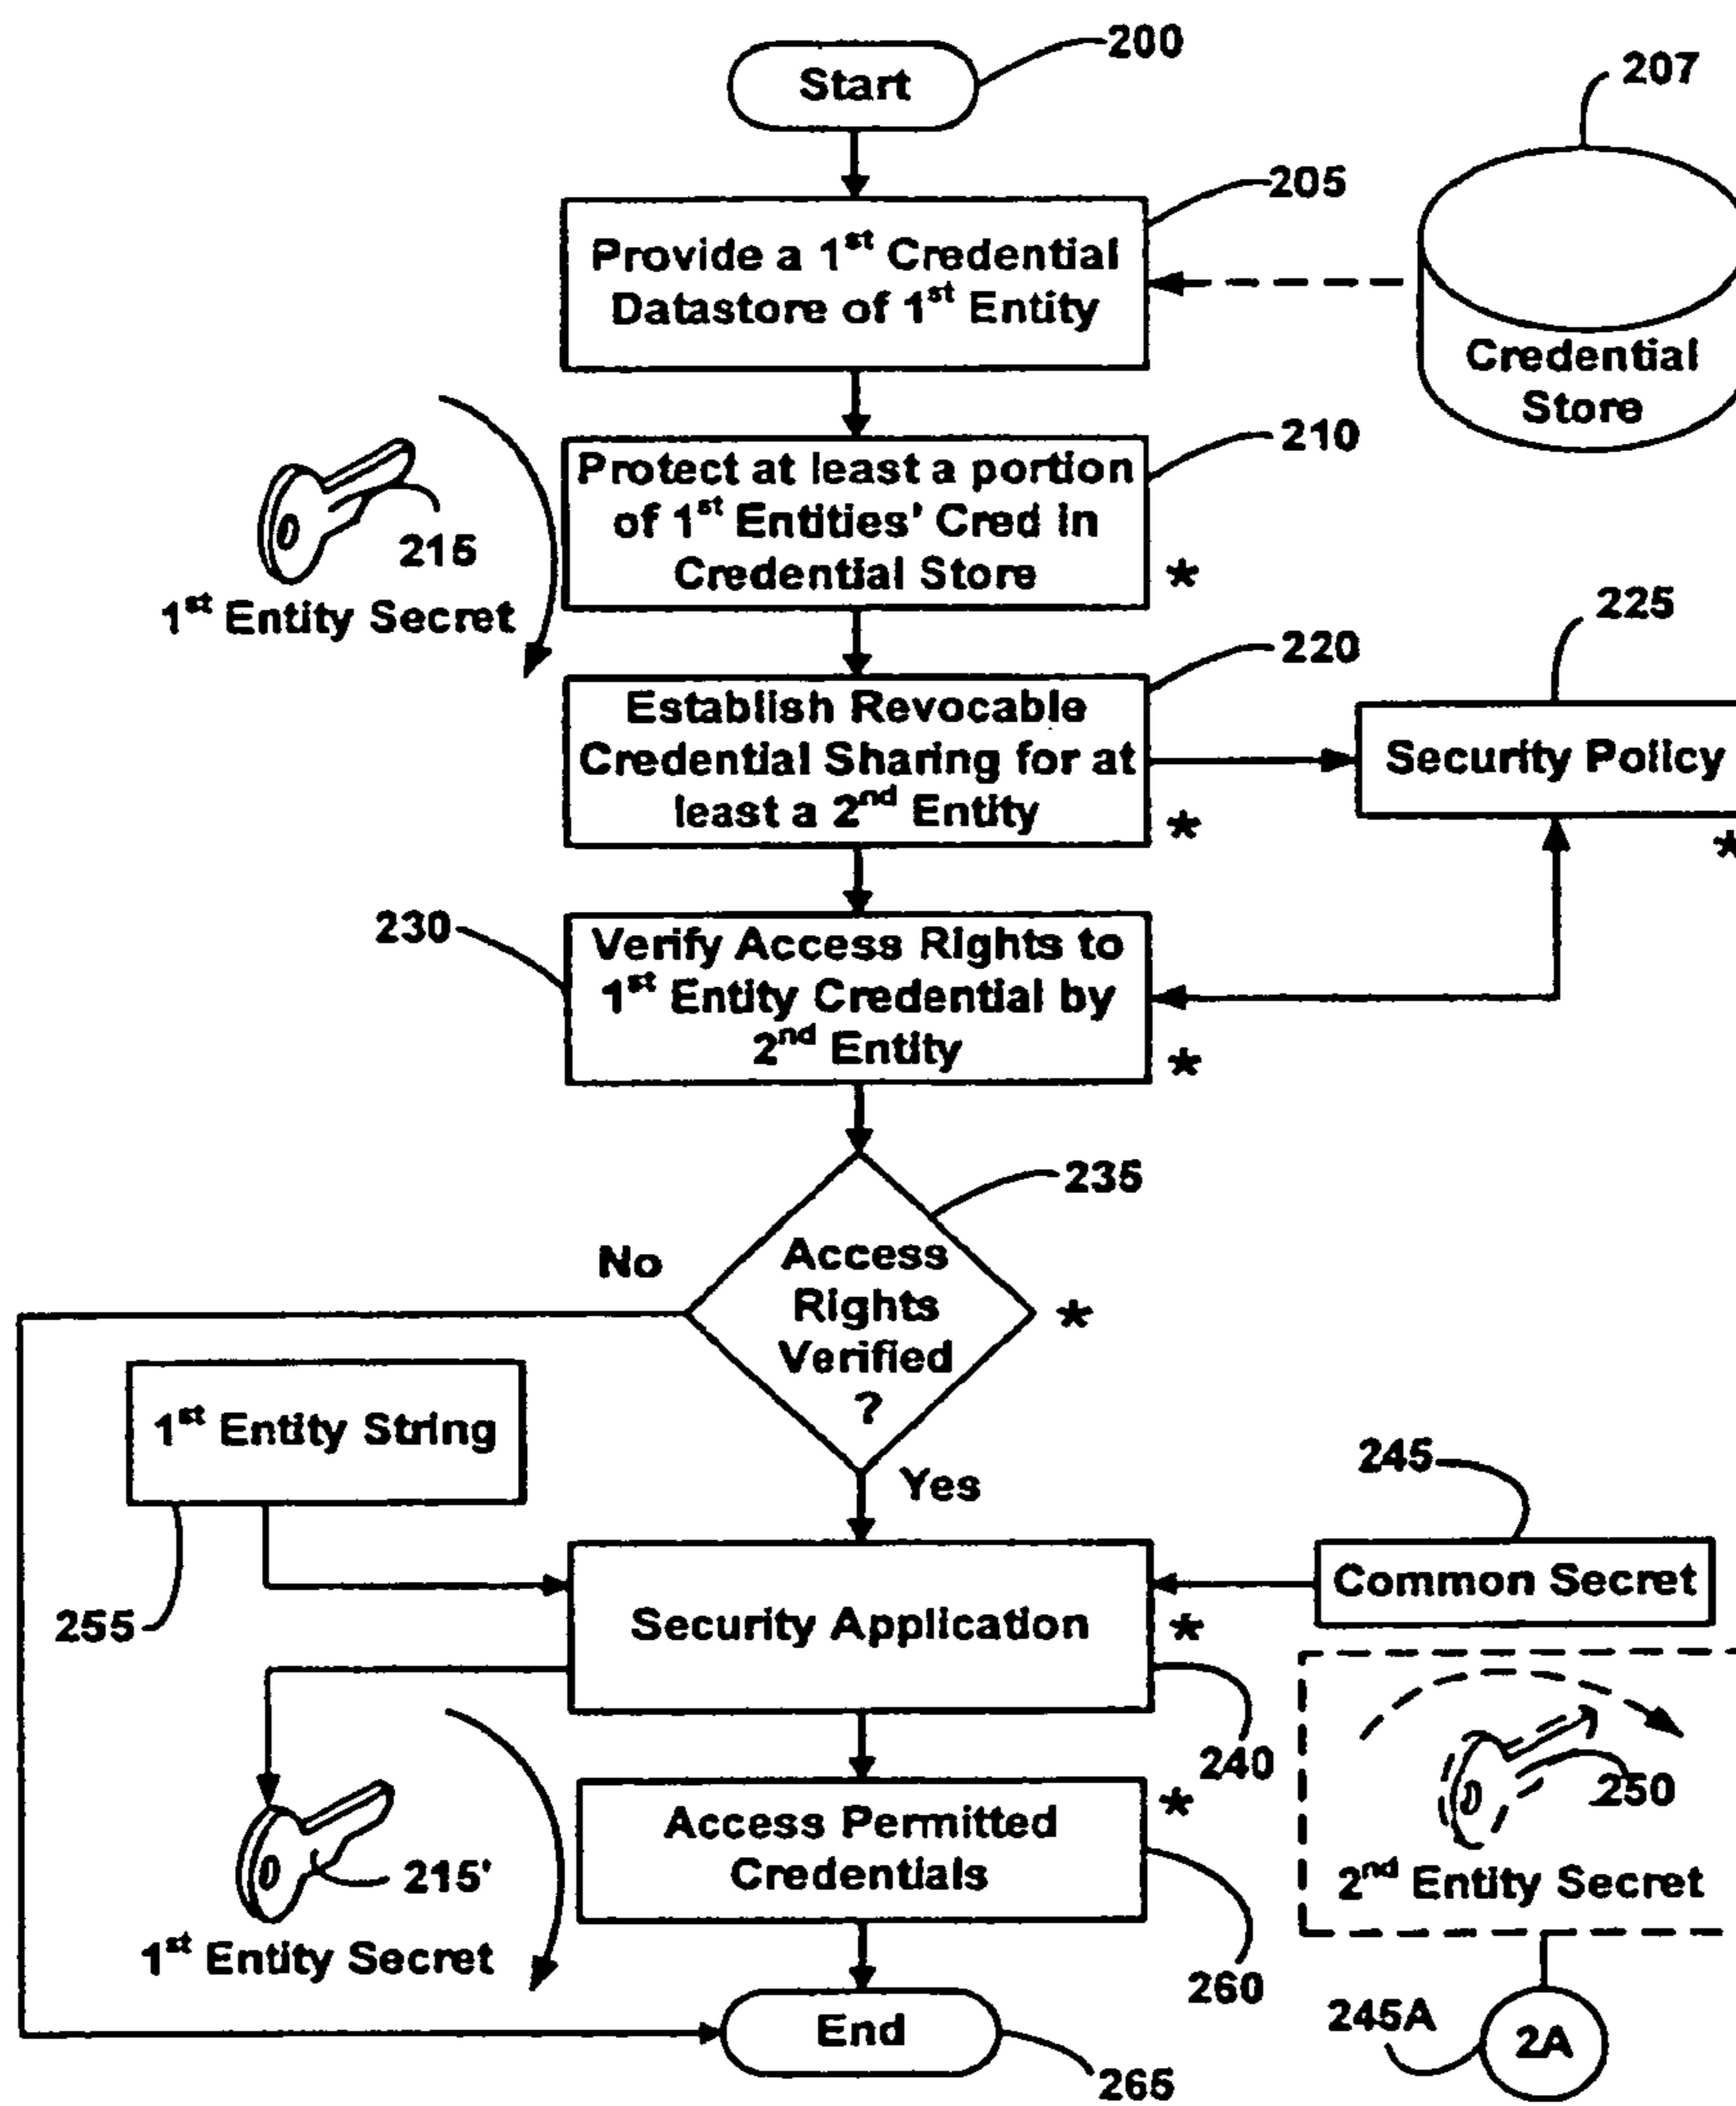 200
Start
207
205
Provide a 1st Credential
Datastore of 1st Entity
Credential
Store
210
Protect at least a portion
of 1st Entities' Cred in
Credential Store
*
215
1st Entity Secret
225
220
Establish Revocable
Credential Sharing for at
least a 2nd Entity
*
Security Policy
*
230
Verify Access Rights to
1st Entity Credential by
2nd Entity
*
235
No
Access
Rights
Verified
?
*
1st Entity String
Yes
245
Common Secret
255
Security Application
*
240
250
2nd Entity Secret
Access Permitted
Credentials
*
215'
1st Entity Secret
260
End
245A
2A
265